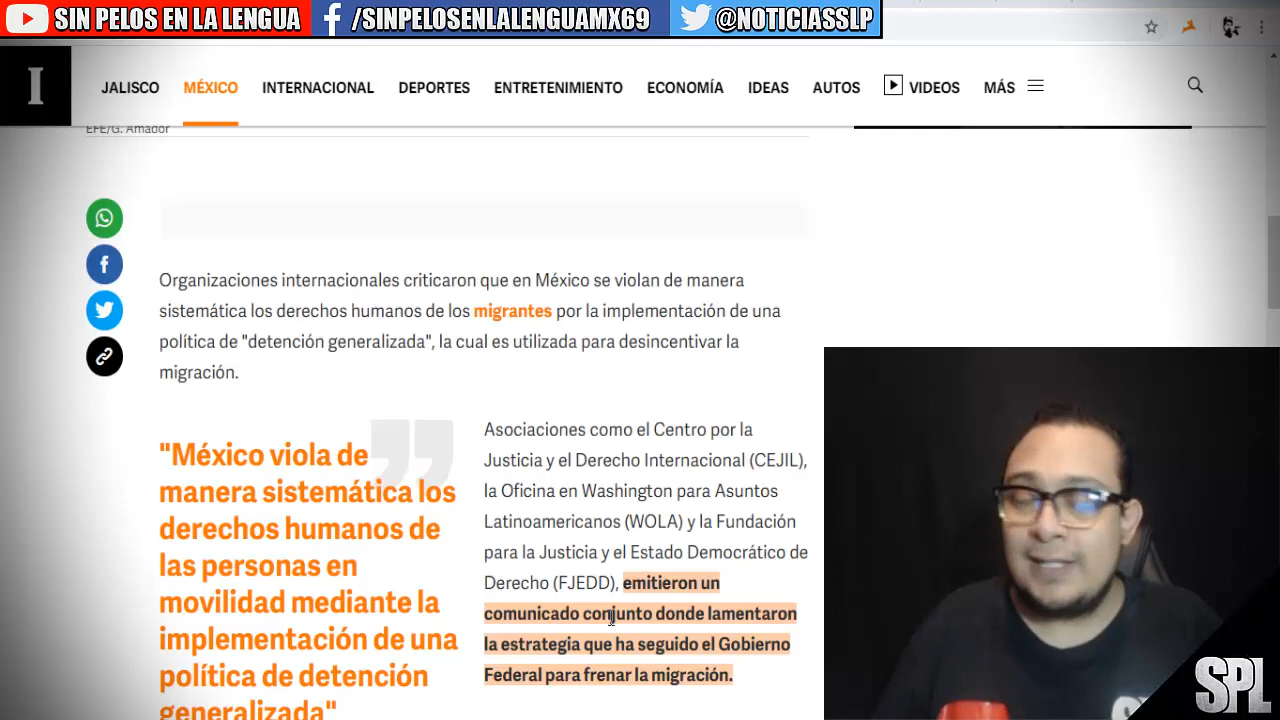 SIN PELOS EN LA LENGUA
/SINPELOSENLALENGUAMX69
@NOTICIASSLP
I
JALISCO
MÉXICO
INTERNACIONAL
DEPORTES
ENTRETENIMIENTO
ECONOMÍA
IDEAS
AUTOS
VIDEOS
MÁS
EFE/G. Amador
Organizaciones internacionales criticaron que en México se violan de manera
sistemática los derechos humanos de los migrantes por la implementación de una
política de "detención generalizada", la cual es utilizada para desincentivar la
migración.
"México viola de
manera sistemática los
derechos humanos de
las personas en
movilidad mediante la
implementación de una
política de detención
generalizada"
Asociaciones como el Centro por la
Justicia y el Derecho Internacional (CEJIL),
la Oficina en Washington para Asuntos
Latinoamericanos (WOLA) y la Fundación
para la Justicia y el Estado Democrático de
Derecho (FJEDD), emitieron un
comunicado conjunto donde lamentaron
la estrategia que ha seguido el Gobierno
Federal para frenar la migración.
SPL